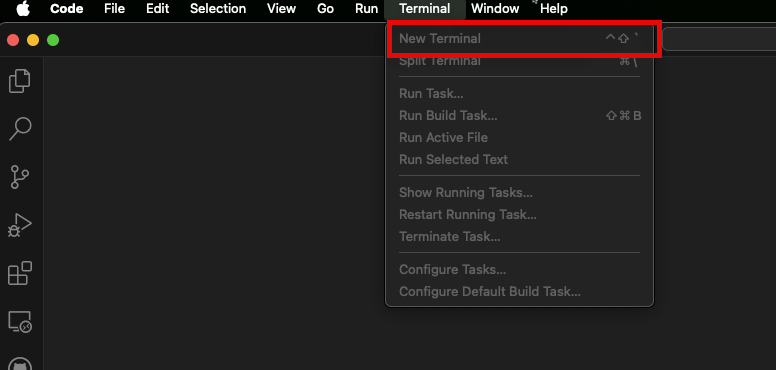 Code File Edit Selection View Go Run Terminal Window Help
New Terminal ^⇧`
Split Terminal ⌘\
Run Task...
Run Build Task... ⇧⌘B
Run Active File
Run Selected Text
Show Running Tasks...
Restart Running Task...
Terminate Task...
Configure Tasks...
Configure Default Build Task...